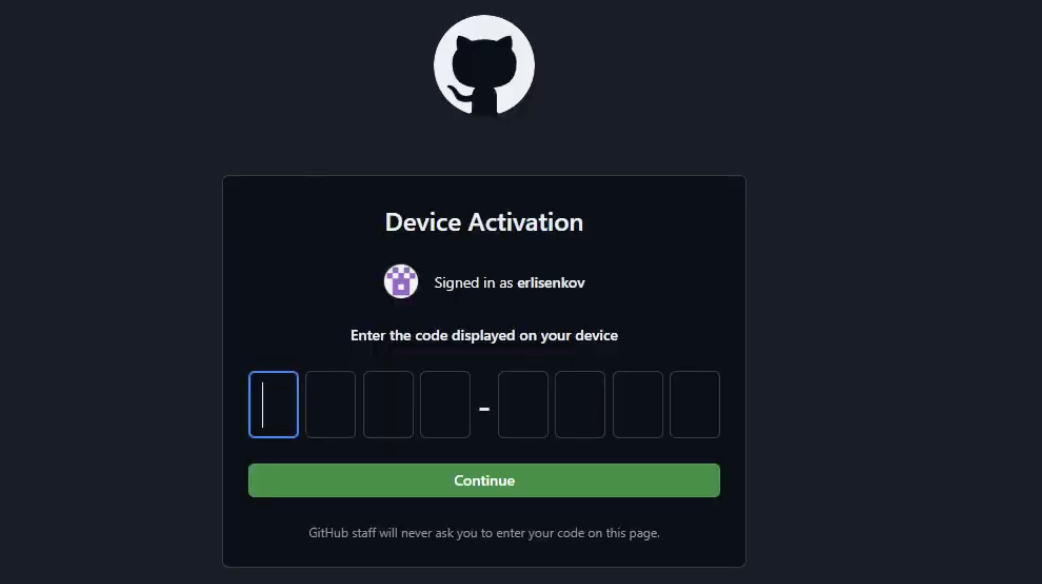 Device Activation
Signed in as erlisenkov
Enter the code displayed on your device
-
Continue
GitHub staff will never ask you to enter your code on this page.